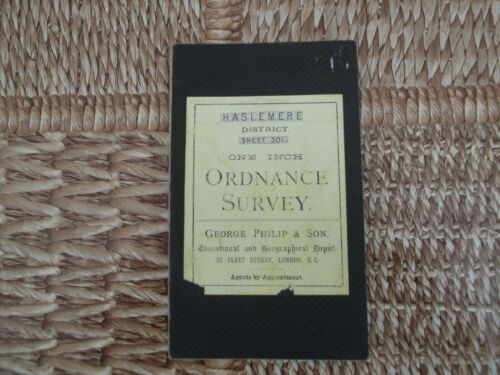 HASLEMERE
DISTRICT.
SHEET 301.
ONE INCH
ORDNANCE
SURVEY.
GEORGE PHILIP & SON,
Educational and Geographical Depôt,
32 FLEET STREET, LONDON, E.C.
Agents by Appointment.